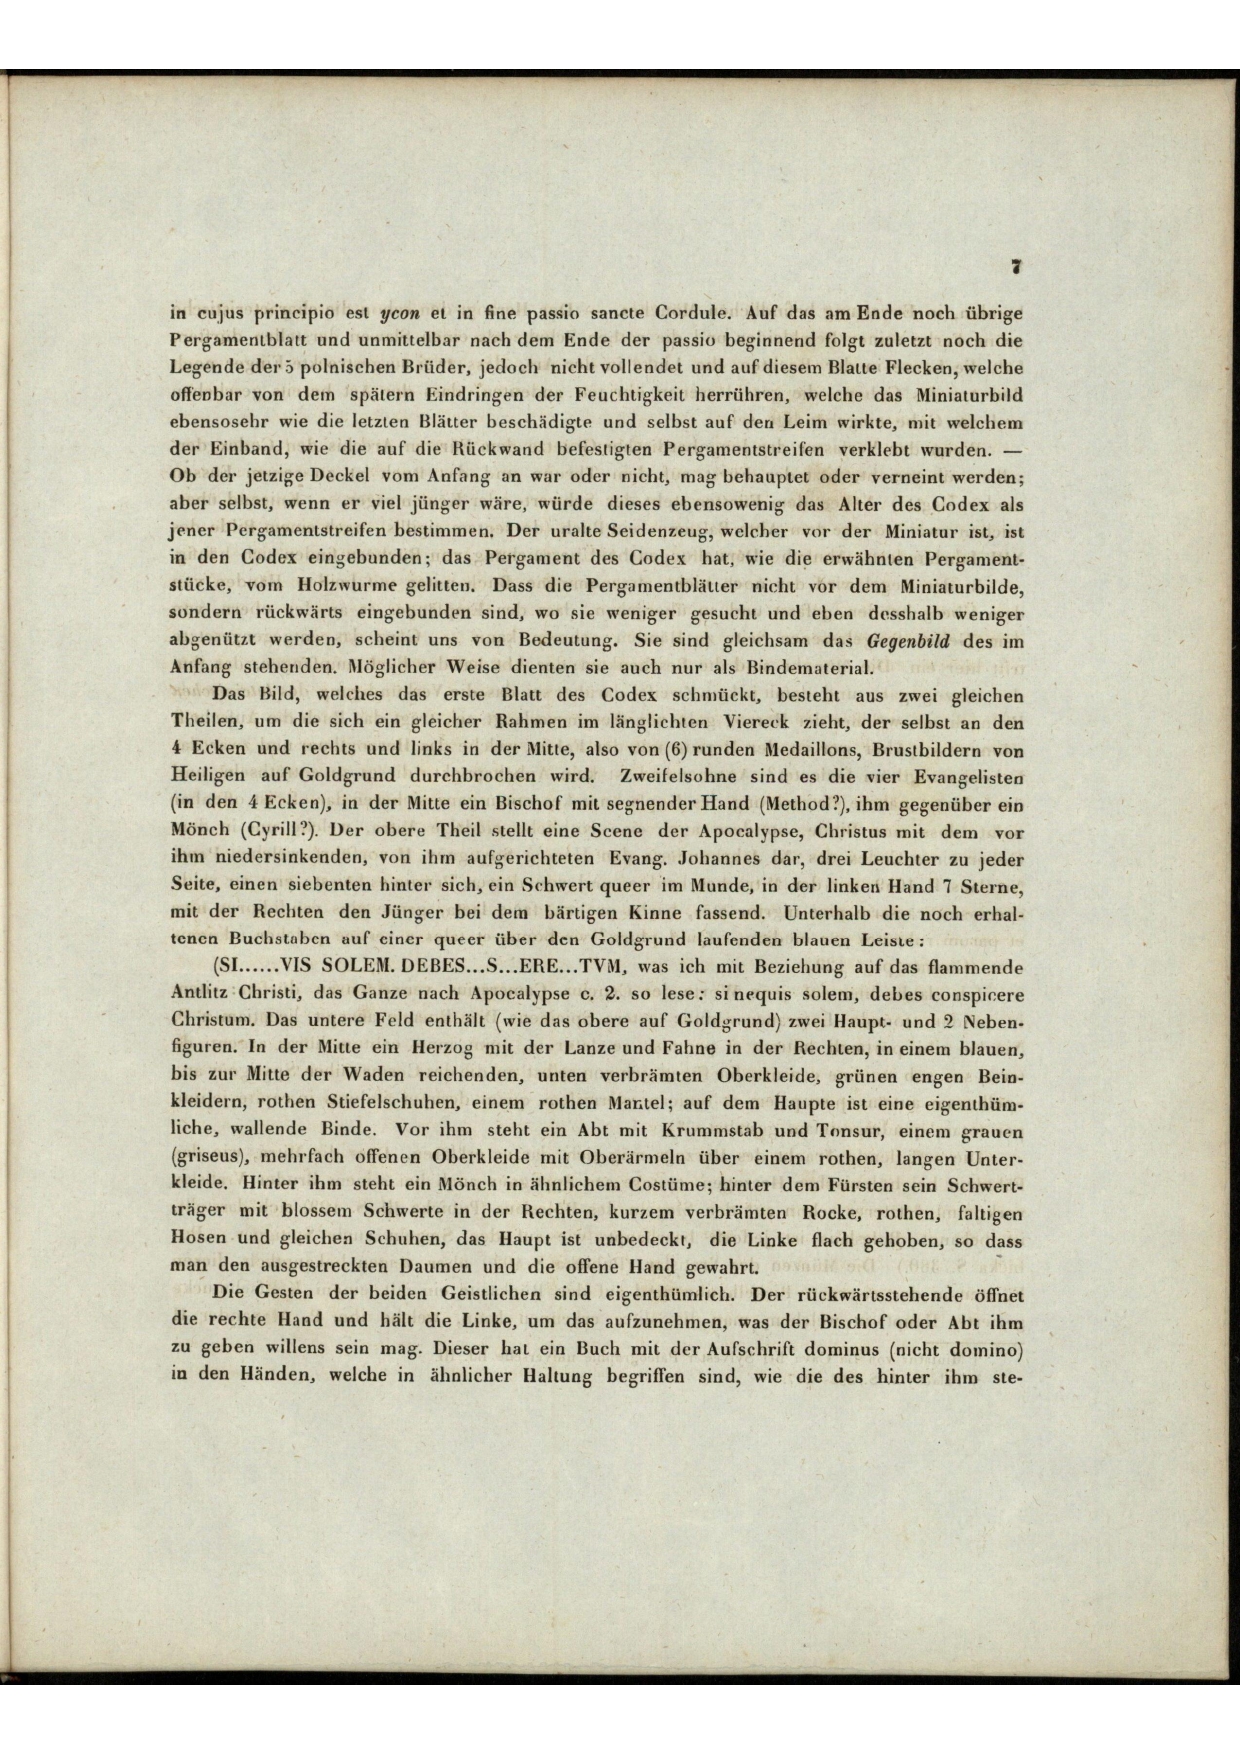 7
in cujus principio est ycon et in fine passio sancte Cordule. Auf das am Ende noch übrige
Pergamentblatt und unmittelbar nach dem Ende der passio beginnend folgt zuletzt noch die
Legende der 5 polnischen Brüder, jedoch nicht vollendet und auf diesem Blatte Flecken, welche
offenbar von dem spätern Eindringen der Feuchtigkeit herrühren, welche das Miniaturbild
ebensosehr wie die letzten Blätter beschädigte und selbst auf den Leim wirkte, mit welchem
der Einband, wie die auf die Rückwand befestigten Pergamentstreifen verklebt wurden. —
Ob der jetzige Deckel vom Anfang an war oder nicht, mag behauptet oder verneint werden;
aber selbst, wenn er viel jünger wäre, würde dieses ebensowenig das Alter des Codex als
jener Pergamentstreifen bestimmen. Der uralte Seidenzeug, welcher vor der Miniatur ist, ist
in den Codex eingebunden; das Pergament des Codex hat, wie die erwähnten Pergament-
stücke, vom Holzwurme gelitten. Dass die Pergamentblätter nicht vor dem Miniaturbilde,
sondern rückwärts eingebunden sind, wo sie weniger gesucht und eben desshalb weniger
abgenützt werden, scheint uns von Bedeutung. Sie sind gleichsam das Gegenbild des im
Anfang stehenden. Möglicher Weise dienten sie auch nur als Bindematerial.
Das Bild, welches das erste Blatt des Codex schmückt, besteht aus zwei gleichen
Theilen, um die sich ein gleicher Rahmen im länglichten Viereck zieht, der selbst an den
4 Ecken und rechts und links in der Mitte, also von (6) runden Medaillons, Brustbildern von
Heiligen auf Goldgrund durchbrochen wird. Zweifelsohne sind es die vier Evangelisten
(in den 4 Ecken), in der Mitte ein Bischof mit segnender Hand (Method?), ihm gegenüber ein
Mönch (Cyrill?). Der obere Theil stellt eine Scene der Apocalypse, Christus mit dem vor
ihm niedersinkenden, von ihm aufgerichteten Evang. Johannes dar, drei Leuchter zu jeder
Seite, einen siebenten hinter sich, ein Schwert queer im Munde, in der linken Hand 7 Sterne,
mit der Rechten den Jünger bei dem bärtigen Kinne fassend. Unterhalb die noch erhal-
tenen Buchstaben auf einer queer über den Goldgrund laufenden blauen Leiste:
(SI......VIS SOLEM. DEBES...S...ERE...TVM, was ich mit Beziehung auf das flammende
Antlitz Christi, das Ganze nach Apocalypse c. 2. so lese: si nequis solem, debes conspicere
Christum. Das untere Feld enthält (wie das obere auf Goldgrund) zwei Haupt- und 2 Neben-
figuren. In der Mitte ein Herzog mit der Lanze und Fahne in der Rechten, in einem blauen,
bis zur Mitte der Waden reichenden, unten verbrämten Oberkleide, grünen engen Bein-
kleidern, rothen Stiefelschuhen, einem rothen Mantel; auf dem Haupte ist eine eigenthüm-
liche, wallende Binde. Vor ihm steht ein Abt mit Krummstab und Tonsur, einem grauen
(griseus), mehrfach offenen Oberkleide mit Oberärmeln über einem rothen, langen Unter-
kleide. Hinter ihm steht ein Mönch in ähnlichem Costüme; hinter dem Fürsten sein Schwert-
träger mit blossem Schwerte in der Rechten, kurzem verbrämten Rocke, rothen, faltigen
Hosen und gleichen Schuhen, das Haupt ist unbedeckt, die Linke flach gehoben, so dass
man den ausgestreckten Daumen und die offene Hand gewahrt.
Die Gesten der beiden Geistlichen sind eigenthümlich. Der rückwärtsstehende öffnet
die rechte Hand und hält die Linke, um das aufzunehmen, was der Bischof oder Abt ihm
zu geben willens sein mag. Dieser hat ein Buch mit der Aufschrift dominus (nicht domino)
in den Händen, welche in ähnlicher Haltung begriffen sind, wie die des hinter ihm ste-